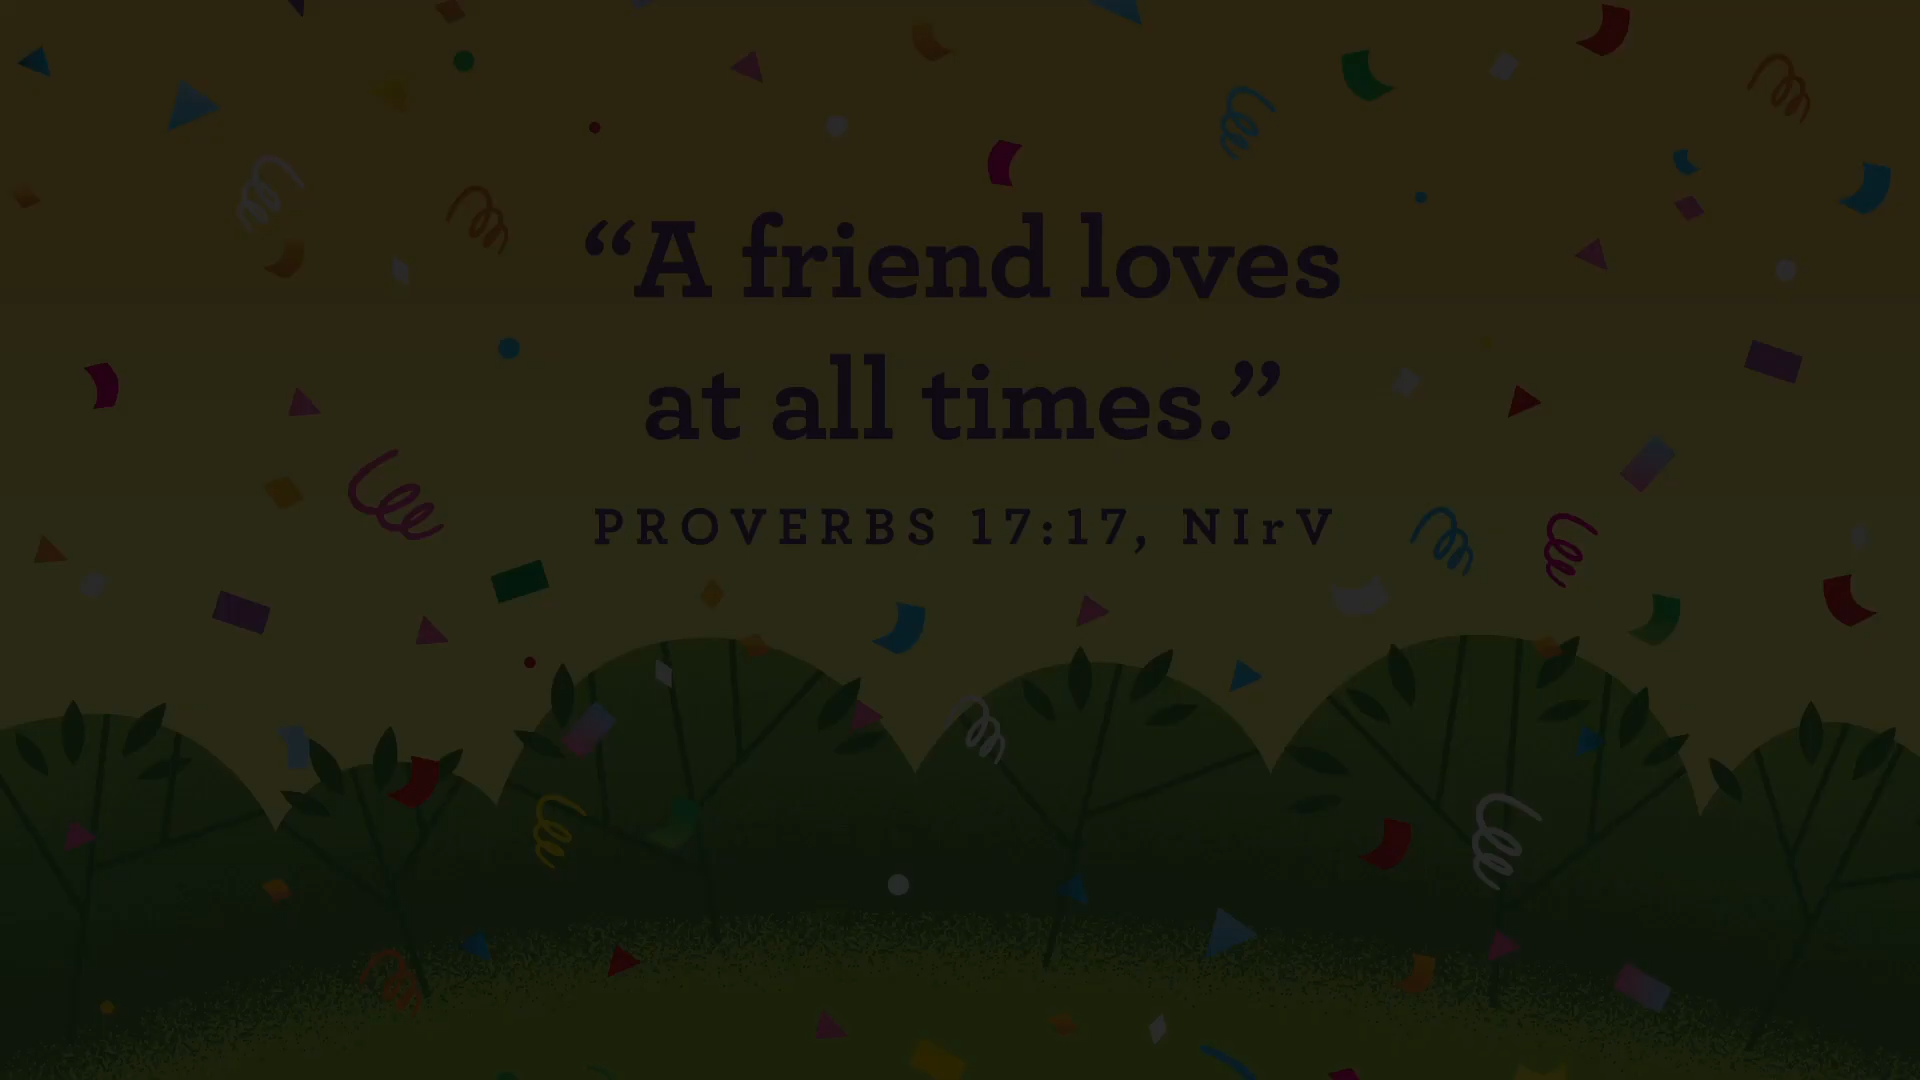 “A friend loves
at all times.”
PROVERBS 17:17, NIrV